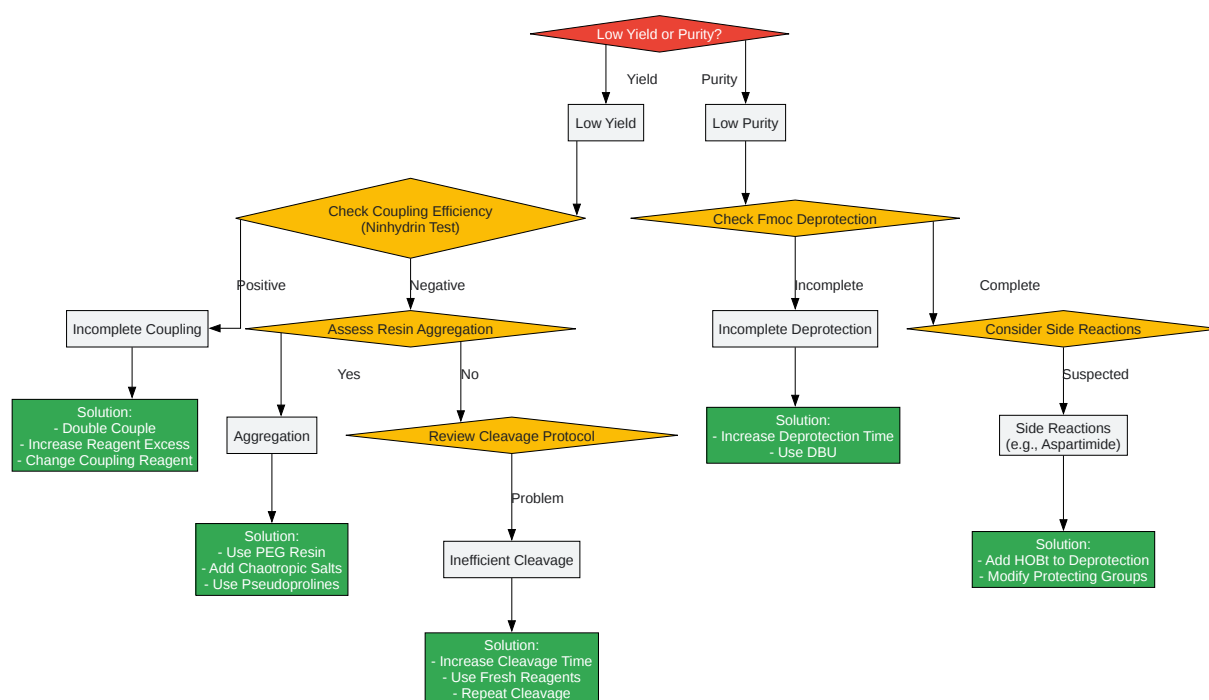 Low Yield or Purity?
Yield
Purity
Low Yield
Low Purity
Check Coupling Efficiency
(Ninhydrin Test)
Check Fmoc Deprotection
Positive
Negative
Incomplete
Complete
Incomplete Coupling
Assess Resin Aggregation
Incomplete Deprotection
Consider Side Reactions
Yes
No
Suspected
Solution:
- Double Couple
- Increase Reagent Excess
- Change Coupling Reagent
Aggregation
Review Cleavage Protocol
Solution:
- Increase Deprotection Time
- Use DBU
Side Reactions
(e.g., Aspartimide)
Problem
Solution:
- Use PEG Resin
- Add Chaotropic Salts
- Use Pseudoprolines
Inefficient Cleavage
Solution:
- Add HOBt to Deprotection
- Modify Protecting Groups
Solution:
- Increase Cleavage Time
- Use Fresh Reagents
- Repeat Cleavage